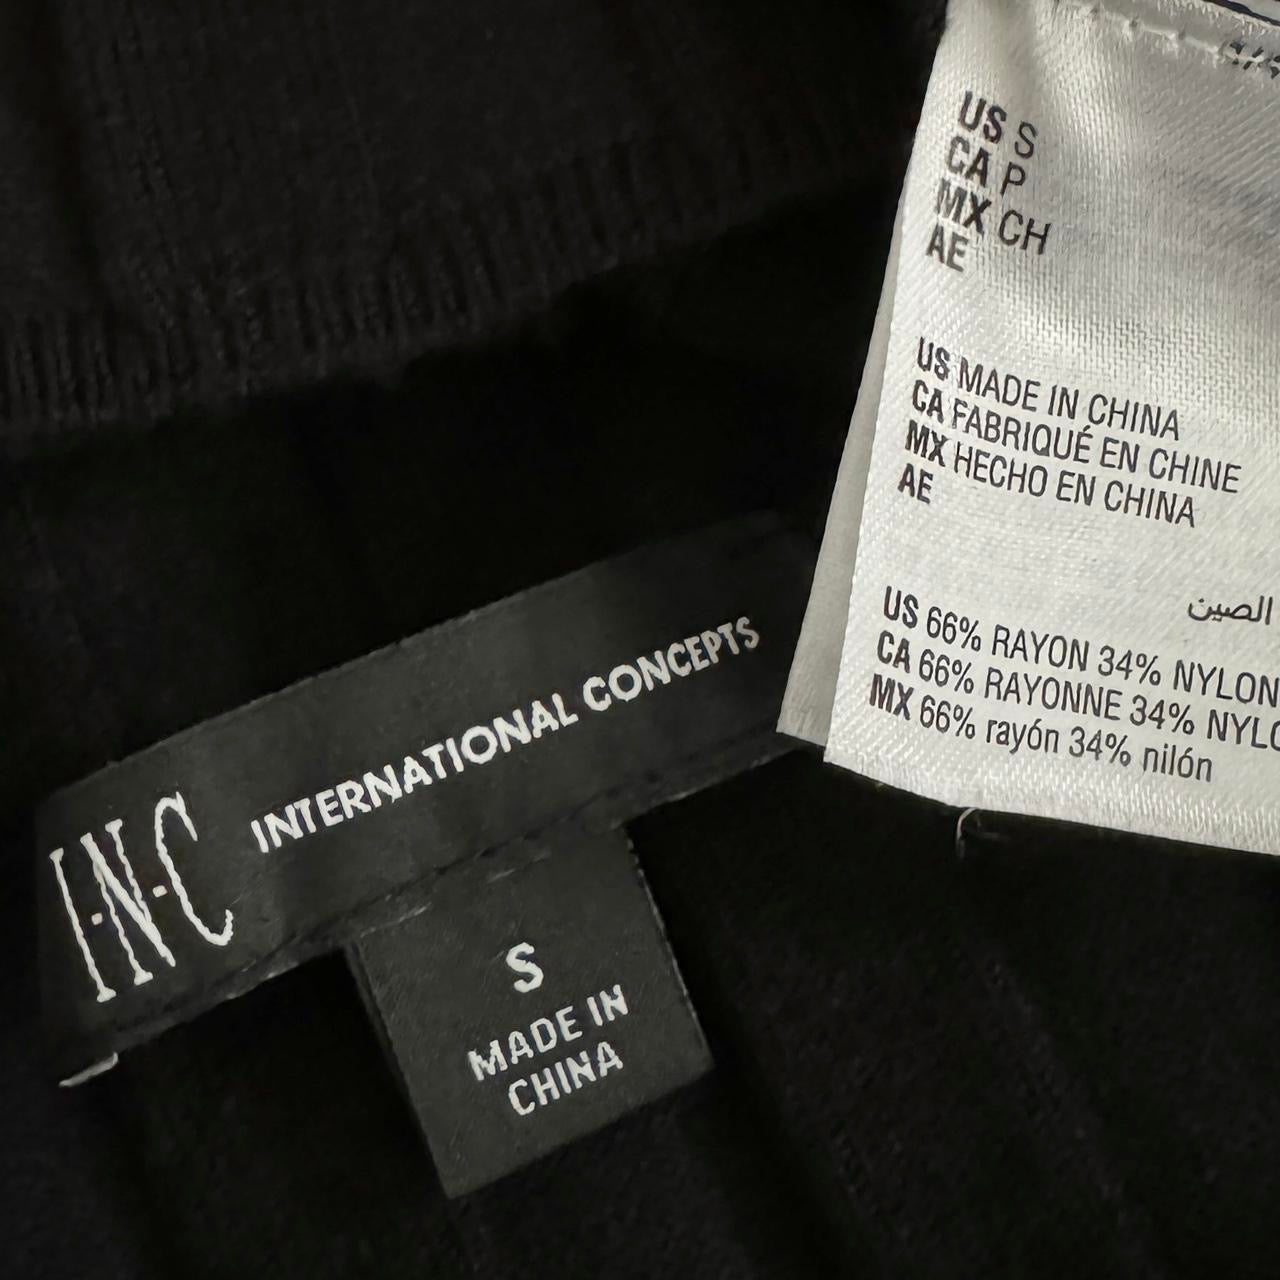 I·N·C INTERNATIONAL CONCEPTS
S
MADE IN
CHINA
US S
CA P
MX CH
AE
US MADE IN CHINA
CA FABRIQUÉ EN CHINE
MX HECHO EN CHINA
AE
الصين
US 66% RAYON 34% NYLON
CA 66% RAYONNE 34%
MX 66% rayón 34% nilón